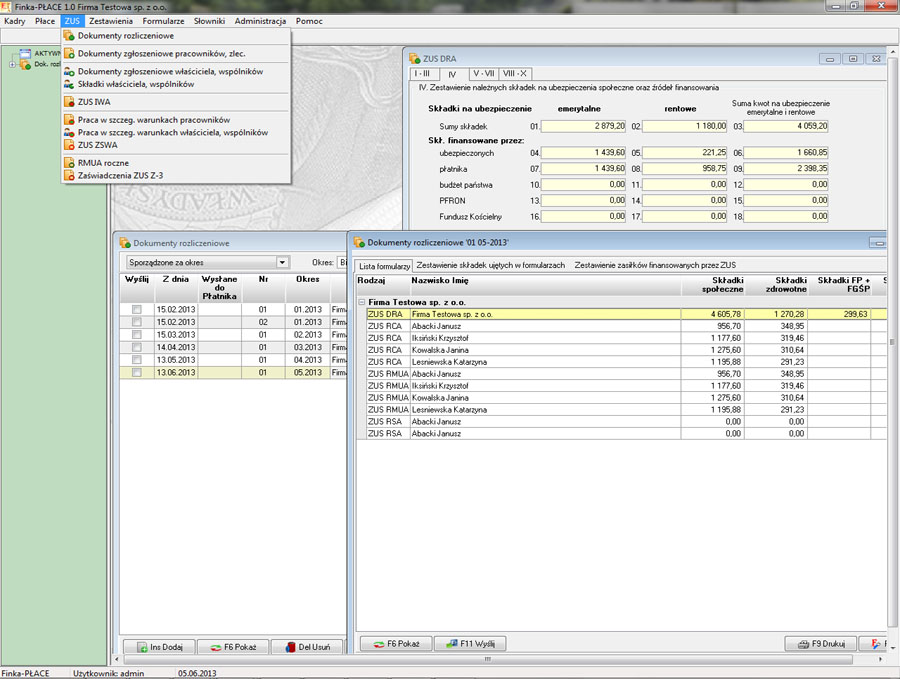 Finka-PŁACE 1.0 Firma Testowa sp. z o.o.
Kadry Płace ZUS Zestawienia Formularze Słowniki Administracja Pomoc
Dokumenty rozliczeniowe
Dokumenty zgłoszeniowe pracowników, zlec.
Dokumenty zgłoszeniowe właściciela, wspólników
Składki właściciela, wspólników
ZUS IWA
Praca w szczeg. warunkach pracowników
Praca w szczeg. warunkach właściciela, wspólników
ZUS ZSWA
RMUA roczne
Zaświadczenia ZUS Z-3
AKTYWN
Dok. rozl
ZUS DRA
I - III IV V - VII VIII - X
IV. Zestawienie należnych składek na ubezpieczenia społeczne oraz źródeł finansowania
Składki na ubezpieczenie emerytalne rentowe Suma kwot na ubezpieczenie
emerytalne i rentowe
Sumy składek 01. 2 879,20 02. 1 180,00 03. 4 059,20
Skł. finansowane przez:
ubezpieczonych 04. 1 439,60 05. 221,25 06. 1 660,85
płatnika 07. 1 439,60 08. 958,75 09. 2 398,35
budżet państwa 10. 0,00 11. 0,00 12. 0,00
PFRON 13. 0,00 14. 0,00 15. 0,00
Fundusz Kościelny 16. 0,00 17. 0,00 18. 0,00
Dokumenty rozliczeniowe
Sporządzone za okres Okres: Bi
Wyślij Z dnia Wysłane do Płatnika Nr Okres
15.02.2013 01 01.2013 Firm
15.02.2013 02 01.2013 Firm
15.03.2013 01 02.2013 Firm
14.04.2013 01 03.2013 Firm
13.05.2013 01 04.2013 Firm
13.06.2013 01 05.2013 Firm
Ins Dodaj F6 Pokaż Del Usuń
Dokumenty rozliczeniowe '01 05-2013'
Lista formularzy Zestawienie składek ujętych w formularzach Zestawienie zasiłków finansowanych przez ZUS
Rodzaj Nazwisko Imię Składki społeczne Składki zdrowotne Składki FP + FGŚP S
Firma Testowa sp. z o.o.
ZUS DRA Firma Testowa sp. z o.o. 4 605,78 1 270,28 299,63
ZUS RCA Abacki Janusz 956,70 348,95
ZUS RCA Iksiński Krzysztof 1 177,60 319,46
ZUS RCA Kowalska Janina 1 275,60 310,64
ZUS RCA Lesniewska Katarzyna 1 195,88 291,23
ZUS RMUA Abacki Janusz 956,70 348,95
ZUS RMUA Iksiński Krzysztof 1 177,60 319,46
ZUS RMUA Kowalska Janina 1 275,60 310,64
ZUS RMUA Lesniewska Katarzyna 1 195,88 291,23
ZUS RSA Abacki Janusz 0,00 0,00
ZUS RSA Abacki Janusz 0,00 0,00
F6 Pokaż F11 Wyślij F9 Drukuj F
Finka-PŁACE Użytkownik: admin 05.06.2013